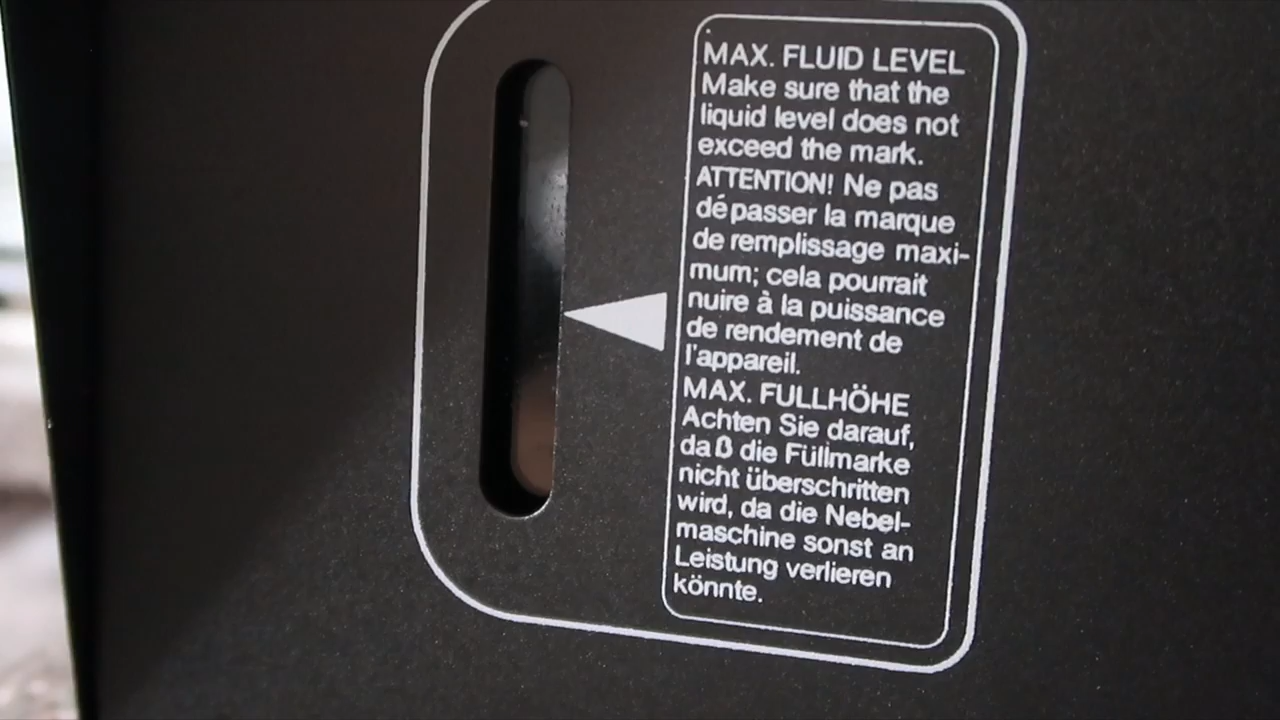 MAX. FLUID LEVEL
Make sure that the
liquid level does not
exceed the mark.
ATTENTION! Ne pas
dépasser la marque
de remplissage maxi-
mum; cela pourrait
nuire à la puissance
de rendement de
l'appareil.
MAX. FULLHÖHE
Achten Sie darauf,
daß die Füllmarke
nicht überschritten
wird, da die Nebel-
maschine sonst an
Leistung verlieren
könnte.